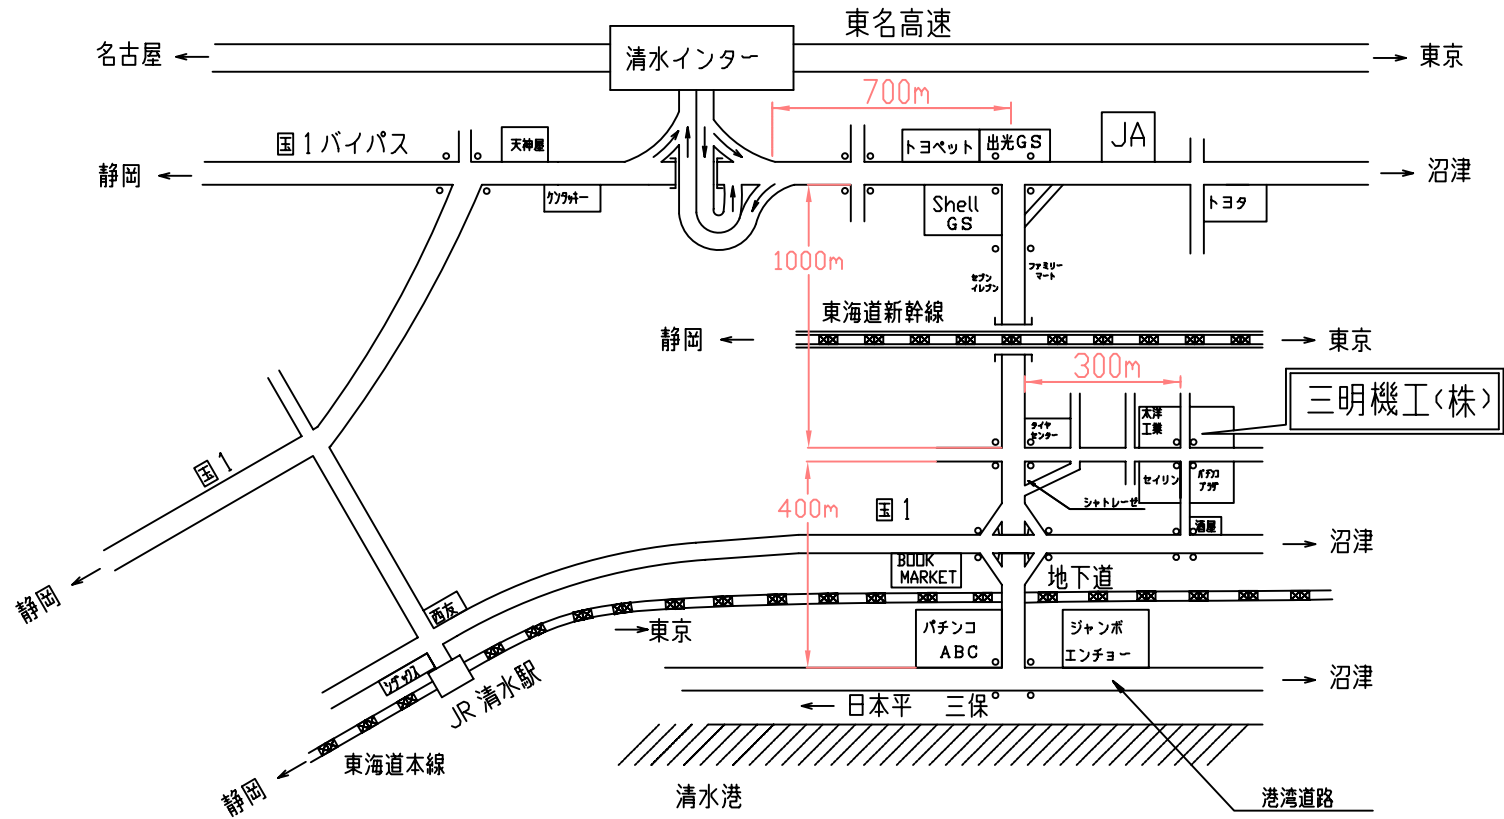 東名高速
名古屋
清水インター
東京
700m
国1バイパス
天神屋
トヨペット
出光GS
JA
静岡
沼津
ケンタッキー
Shell
GS
トヨタ
1000m
セブン
イレブン
ファミリー
マート
東海道新幹線
静岡
東京
300m
三明機工(株)
太洋
工業
タイヤ
センター
国1
セイリン
パチンコ
プラザ
シャトレーゼ
400m
国1
酒屋
沼津
BOOK
MARKET
地下道
静岡
西友
東京
パチンコ
ABC
ジャンボ
エンチョー
JR清水駅
沼津
日本平 三保
東海道本線
静岡
清水港
港湾道路